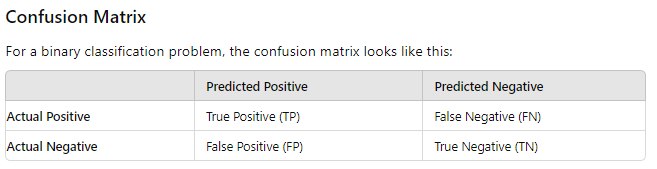 Confusion Matrix
For a binary classification problem, the confusion matrix looks like this:
Predicted Positive Predicted Negative
Actual Positive True Positive (TP) False Negative (FN)
Actual Negative False Positive (FP) True Negative (TN)